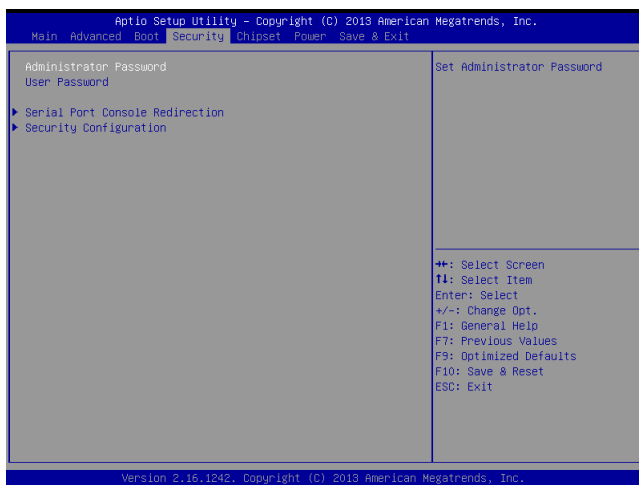 Aptio Setup Utility – Copyright (C) 2013 American Megatrends, Inc.
Main Advanced Boot Security Chipset Power Save & Exit
Administrator Password
User Password
Serial Port Console Redirection
Security Configuration
Set Administrator Password
→←: Select Screen
↑↓: Select Item
Enter: Select
+/-: Change Opt.
F1: General Help
F7: Previous Values
F9: Optimized Defaults
F10: Save & Reset
ESC: Exit
Version 2.16.1242. Copyright (C) 2013 American Megatrends, Inc.